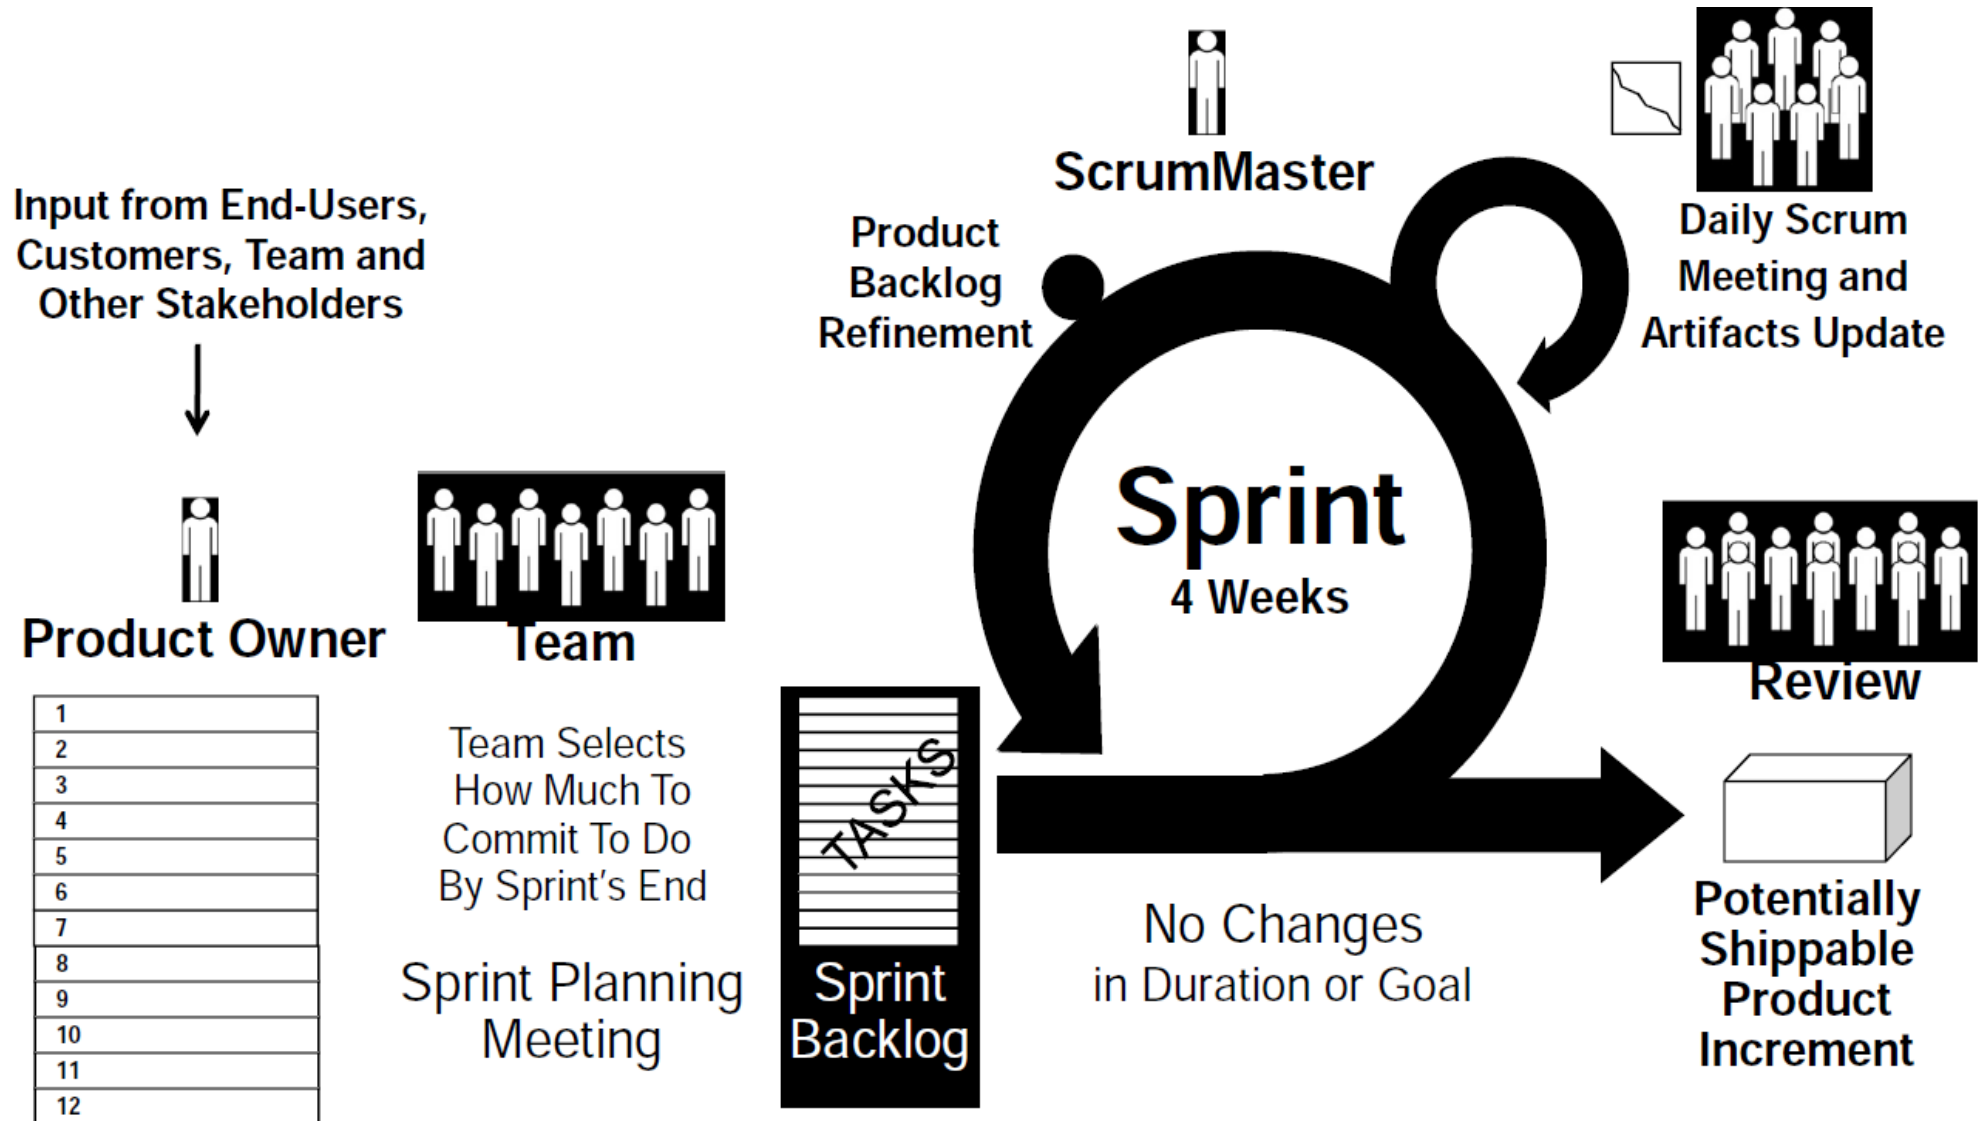 Input from End-Users,
Customers, Team and
Other Stakeholders
Product Owner
1
2
3
4
5
6
7
8
9
10
11
12
Team
Team Selects
How Much To
Commit To Do
By Sprint's End
Sprint Planning
Meeting
TASKS
Sprint
Backlog
ScrumMaster
Product
Backlog
Refinement
Sprint
4 Weeks
No Changes
in Duration or Goal
Daily Scrum
Meeting and
Artifacts Update
Review
Potentially
Shippable
Product
Increment